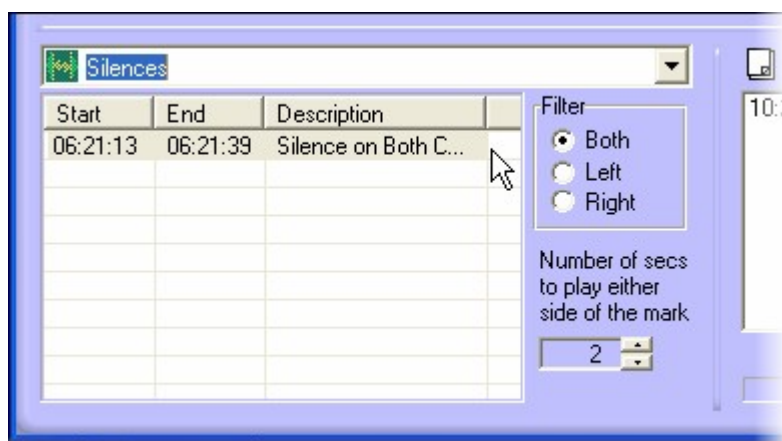 Silences
Start End Description
06:21:13 06:21:39 Silence on Both C...
Filter
Both
Left
Right
Number of secs
to play either
side of the mark
2
10: